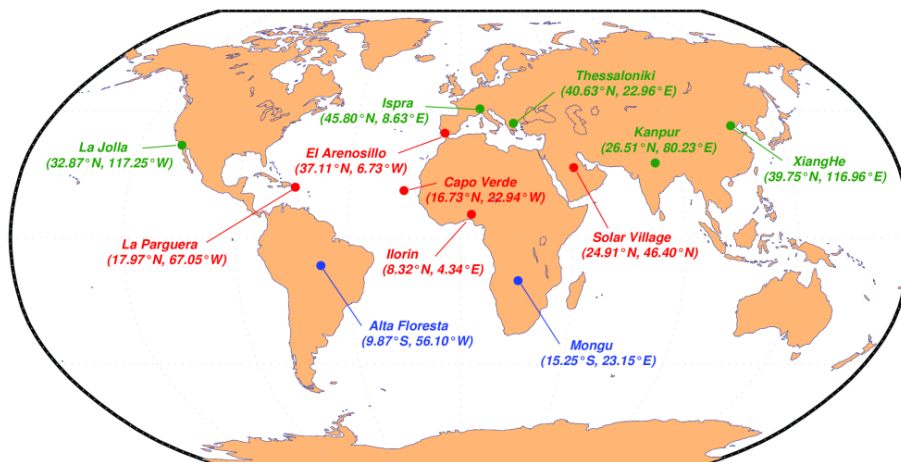 Thessaloniki
(40.63°N, 22.96°E)
Ispra
(45.80°N, 8.63°E)
La Jolla
(32.87°N, 117.25°W)
El Arenosillo
(37.11°N, 6.73°W)
Kanpur
(26.51°N, 80.23°E)
XiangHe
(39.75°N, 116.96°E)
Capo Verde
(16.73°N, 22.94°W)
La Parguera
(17.97°N, 67.05°W)
Ilorin
(8.32°N, 4.34°E)
Solar Village
(24.91°N, 46.40°N)
Alta Floresta
(9.87°S, 56.10°W)
Mongu
(15.25°S, 23.15°E)